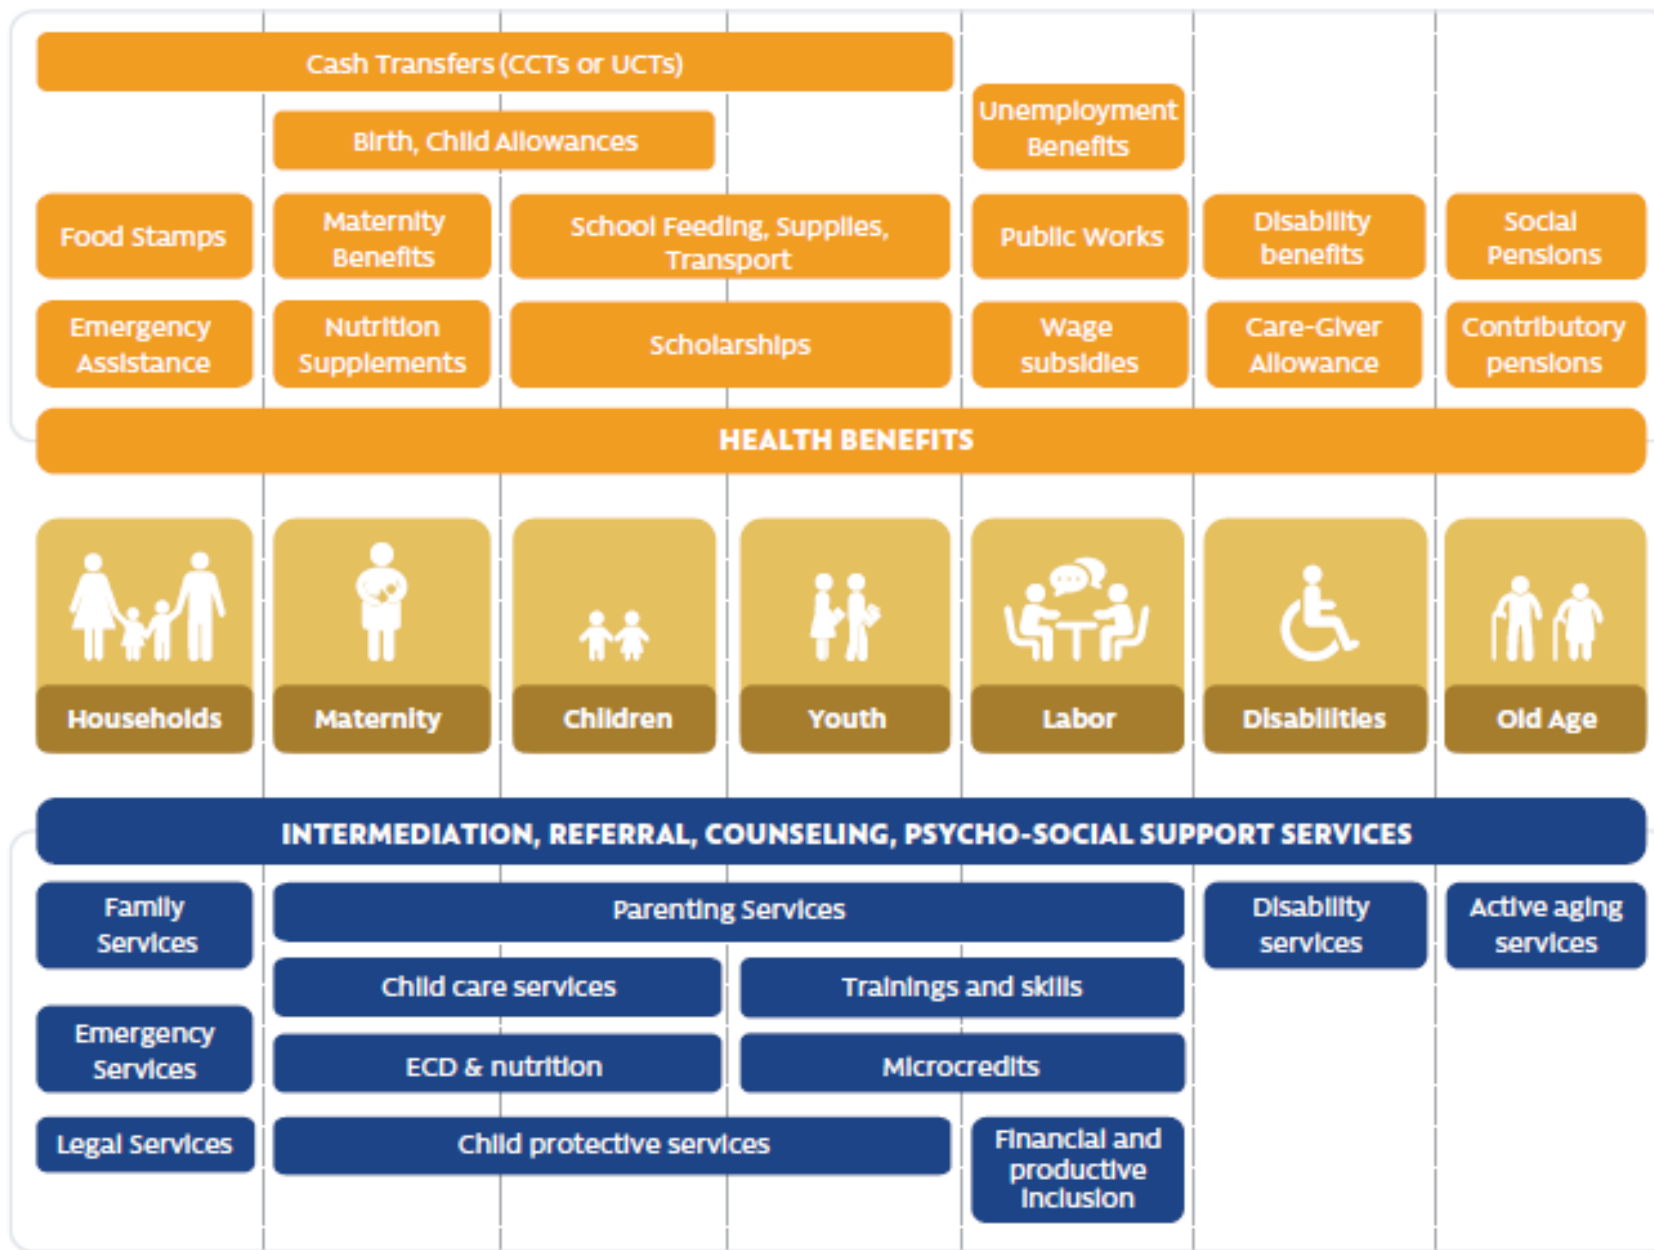 Cash Transfers (CCTs or UCTs)
Birth, Child Allowances
Unemployment
Benefits
Food Stamps
Maternity
Benefits
School Feeding, Supplies,
Transport
Public Works
Disability
benefits
Social
Pensions
Emergency
Assistance
Nutrition
Supplements
Scholarships
Wage
subsidies
Care-Giver
Allowance
Contributory
pensions
HEALTH BENEFITS
Households
Maternity
Children
Youth
Labor
Disabilities
Old Age
INTERMEDIATION, REFERRAL, COUNSELING, PSYCHO-SOCIAL SUPPORT SERVICES
Family
Services
Parenting Services
Disability
services
Active aging
services
Child care services
Trainings and skills
Emergency
Services
ECD & nutrition
Microcredits
Legal Services
Child protective services
Financial and
productive
inclusion